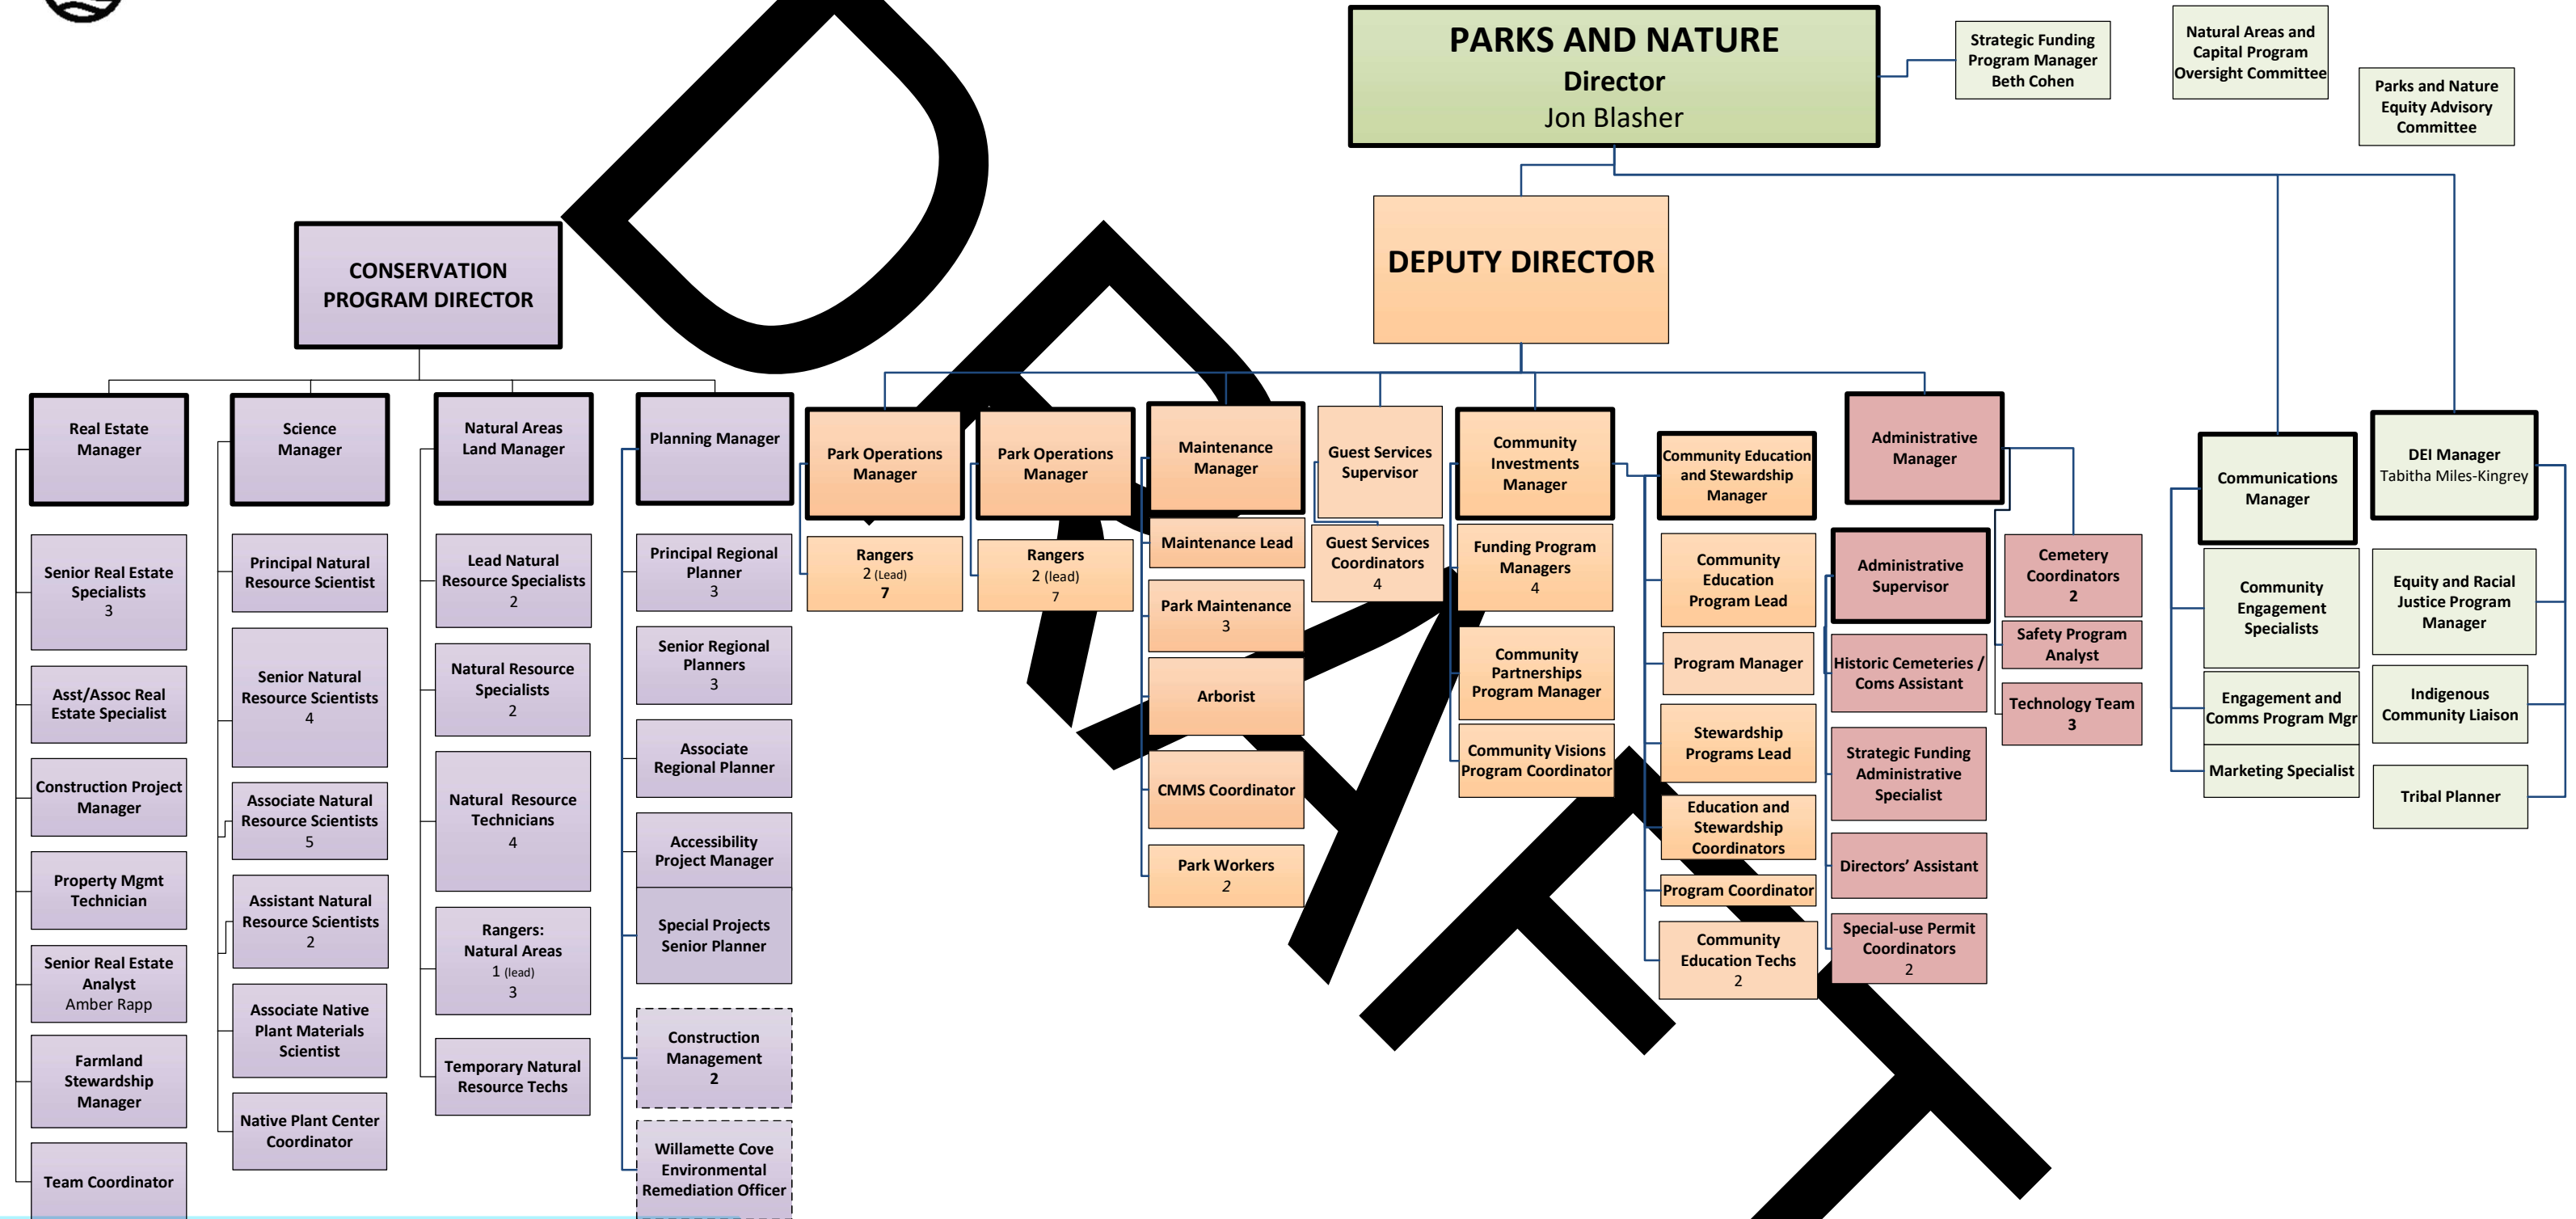 PARKS AND NATURE
Director
Jon Blasher
Strategic Funding
Program Manager
Beth Cohen
Natural Areas and
Capital Program
Oversight Committee
Parks and Nature
Equity Advisory
Committee
CONSERVATION
PROGRAM DIRECTOR
DEPUTY DIRECTOR
Real Estate
Manager
Senior Real Estate
Specialists
3
Asst/Assoc Real
Estate Specialist
Construction Project
Manager
Property Mgmt
Technician
Senior Real Estate
Analyst
Amber Rapp
Farmland
Stewardship
Manager
Team Coordinator
Science
Manager
Principal Natural
Resource Scientist
Senior Natural
Resource Scientists
4
Associate Natural
Resource Scientists
5
Assistant Natural
Resource Scientists
2
Associate Native
Plant Materials
Scientist
Native Plant Center
Coordinator
Natural Areas
Land Manager
Lead Natural
Resource Specialists
2
Natural Resource
Specialists
2
Natural Resource
Technicians
4
Rangers:
Natural Areas
1 (lead)
3
Temporary Natural
Resource Techs
Planning Manager
Principal Regional
Planner
3
Senior Regional
Planners
3
Associate
Regional Planner
Accessibility
Project Manager
Special Projects
Senior Planner
Construction
Management
2
Willamette Cove
Environmental
Remediation Officer
Park Operations
Manager
Rangers
2 (Lead)
7
Park Operations
Manager
Rangers
2 (lead)
7
Maintenance
Manager
Maintenance Lead
Park Maintenance
3
Arborist
CMMS Coordinator
Park Workers
2
Guest Services
Supervisor
Guest Services
Coordinators
4
Community
Investments
Manager
Funding Program
Managers
4
Community
Partnerships
Program Manager
Community Visions
Program Coordinator
Community Education
and Stewardship
Manager
Community
Education
Program Lead
Program Manager
Stewardship
Programs Lead
Education and
Stewardship
Coordinators
Program Coordinator
Community
Education Techs
2
Administrative
Manager
Administrative
Supervisor
Historic Cemeteries /
Coms Assistant
Strategic Funding
Administrative
Specialist
Directors’ Assistant
Special-use Permit
Coordinators
2
Cemetery
Coordinators
2
Safety Program
Analyst
Technology Team
3
Communications
Manager
Community
Engagement
Specialists
Engagement and
Comms Program Mgr
Marketing Specialist
DEI Manager
Tabitha Miles-Kingrey
Equity and Racial
Justice Program
Manager
Indigenous
Community Liaison
Tribal Planner
DRAFT